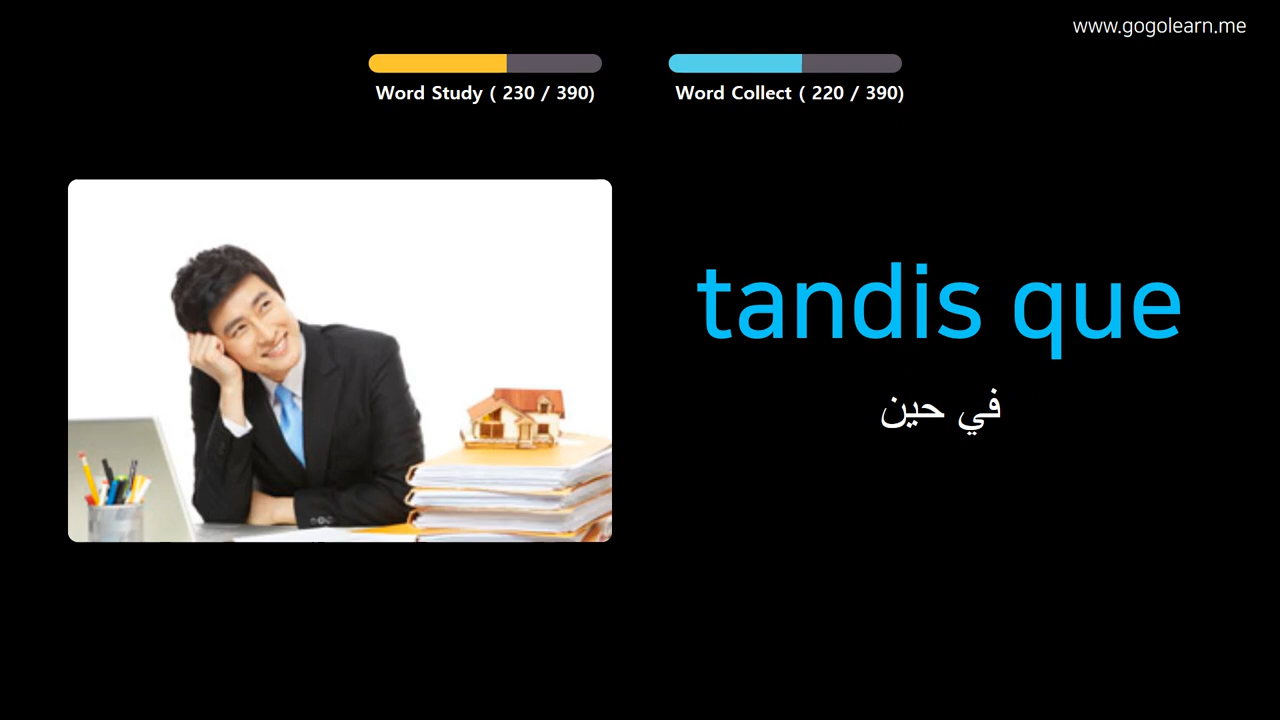 www.gogolearn.me
Word Study ( 230 / 390)
Word Collect ( 220 / 390)
tandis que
في حين